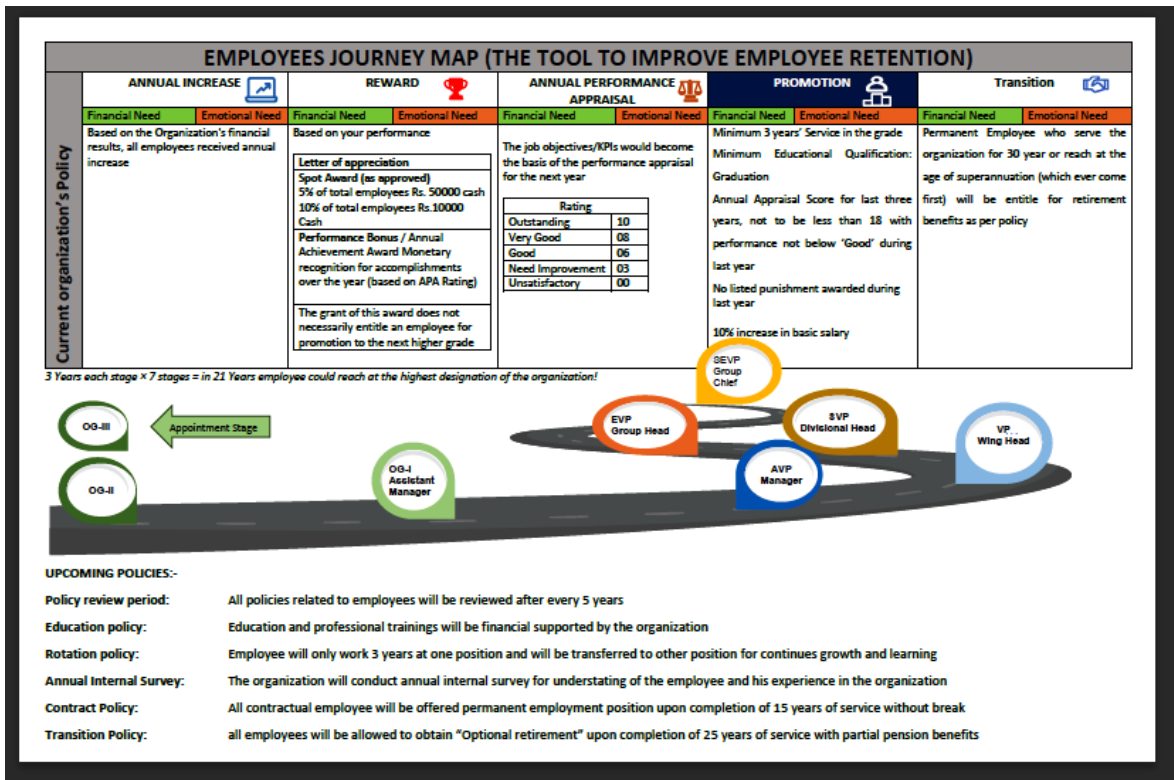 EMPLOYEES JOURNEY MAP (THE TOOL TO IMPROVE EMPLOYEE RETENTION)
Current organization's Policy
ANNUAL INCREASE
Financial Need Emotional Need
Based on the Organization's financial
results, all employees received annual
increase
REWARD
Financial Need Emotional Need
Based on your performance
Letter of appreciation
Spot Award (as approved)
5% of total employees Rs. 50000 cash
10% of total employees Rs.10000
Cash
Performance Bonus / Annual
Achievement Award Monetary
recognition for accomplishments
over the year (based on APA Rating)
The grant of this award does not
necessarily entitle an employee for
promotion to the next higher grade
ANNUAL PERFORMANCE
APPRAISAL
Financial Need Emotional Need
The job objectives/KPIs would become
the basis of the performance appraisal
for the next year
Rating
Outstanding 10
Very Good 08
Good 06
Need Improvement 03
Unsatisfactory 00
PROMOTION
Financial Need Emotional Need
Minimum 3 years' Service in the grade
Minimum Educational Qualification:
Graduation
Annual Appraisal Score for last three
years, not to be less than 18 with
performance not below 'Good' during
last year
No listed punishment awarded during
last year
10% increase in basic salary
Transition
Financial Need Emotional Need
Permanent Employee who serve the
organization for 30 year or reach at the
age of superannuation (which ever come
first) will be entitle for retirement
benefits as per policy
3 Years each stage × 7 stages = in 21 Years employee could reach at the highest designation of the organization!
OG-III
Appointment Stage
OG-II
OG-I
Assistant
Manager
AVP
Manager
VP..
Wing Head
SVP
Divisional Head
EVP
Group Head
SEVP
Group
Chief
UPCOMING POLICIES:-
Policy review period: All policies related to employees will be reviewed after every 5 years
Education policy: Education and professional trainings will be financial supported by the organization
Rotation policy: Employee will only work 3 years at one position and will be transferred to other position for continues growth and learning
Annual Internal Survey: The organization will conduct annual internal survey for understating of the employee and his experience in the organization
Contract Policy: All contractual employee will be offered permanent employment position upon completion of 15 years of service without break
Transition Policy: all employees will be allowed to obtain "Optional retirement" upon completion of 25 years of service with partial pension benefits